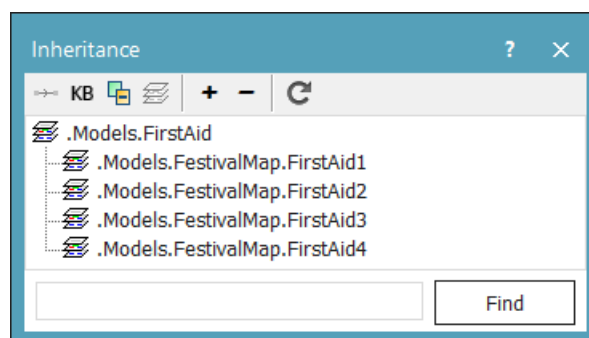 Inheritance ? ×
KB + −
.Models.FirstAid
.Models.FestivalMap.FirstAid1
.Models.FestivalMap.FirstAid2
.Models.FestivalMap.FirstAid3
.Models.FestivalMap.FirstAid4
Find